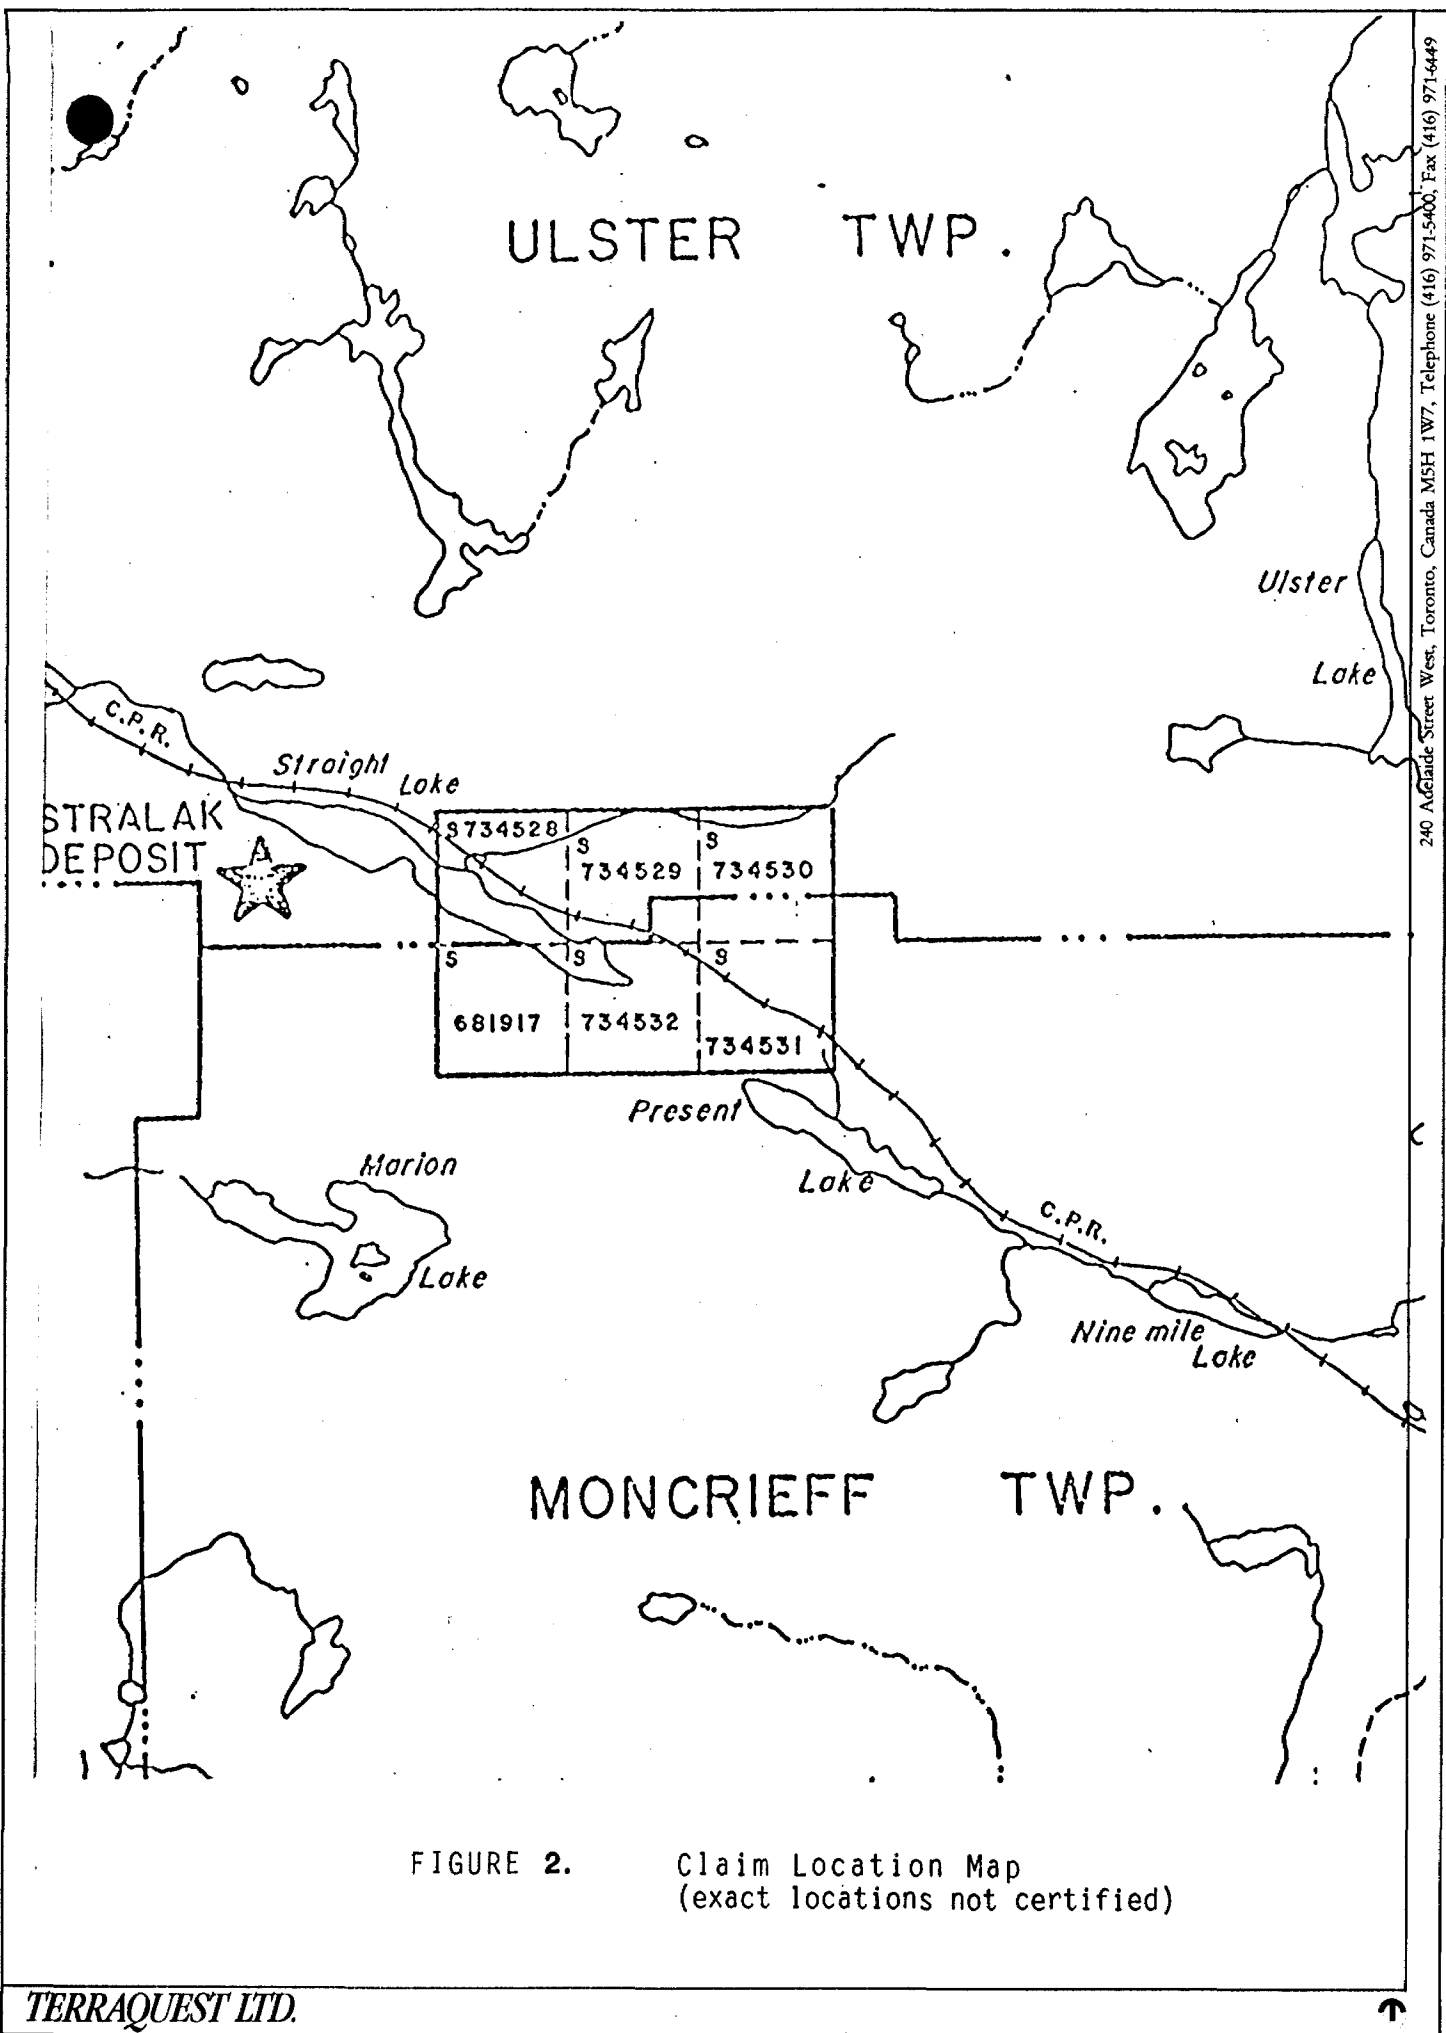 240 Adelaide Street West, Toronto, Canada M5H 1W7, Telephone (416) 971-5400, Fax (416) 971-6449
ULSTER TWP.
Ulster
Lake
C.P.R.
Straight
Lake
STRALAK
DEPOSIT
S 734528
S
734529
S
734530
S
681917
S
734532
S
734531
Present
Lake
Marion
Lake
C.P.R.
Nine mile
Lake
MONCRIEFF TWP.
FIGURE 2. Claim Location Map
(exact locations not certified)
TERRAQUEST LTD.